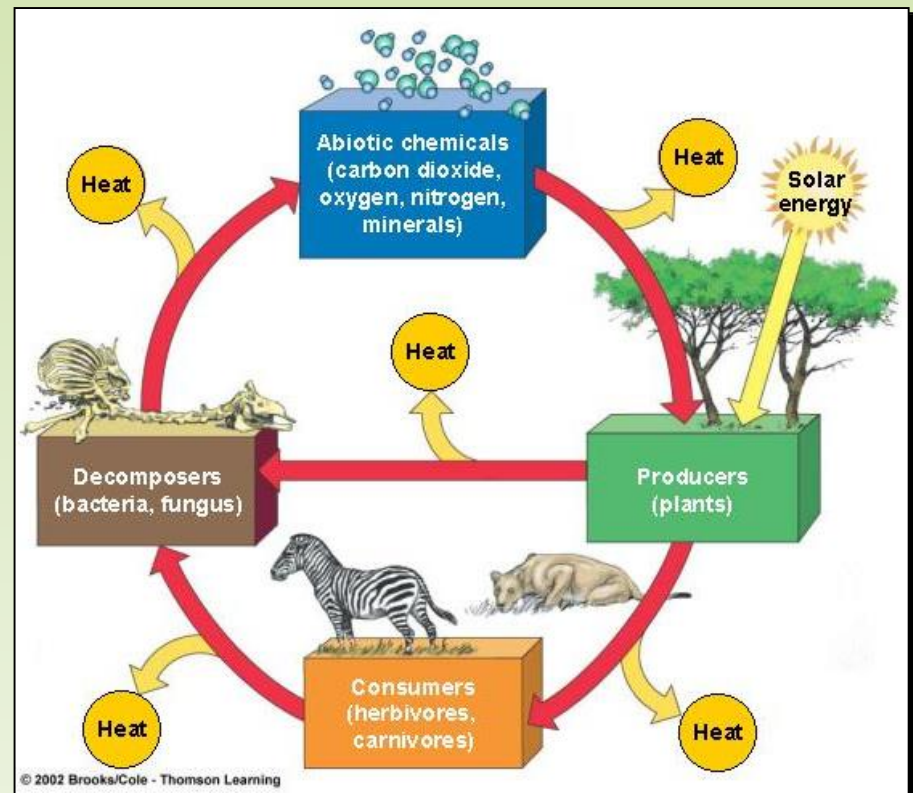 Abiotic chemicals
(carbon dioxide,
oxygen, nitrogen,
minerals)
Heat
Heat
Solar
energy
Heat
Decomposers
(bacteria, fungus)
Producers
(plants)
Consumers
(herbivores,
carnivores)
Heat
Heat
© 2002 Brooks/Cole - Thomson Learning